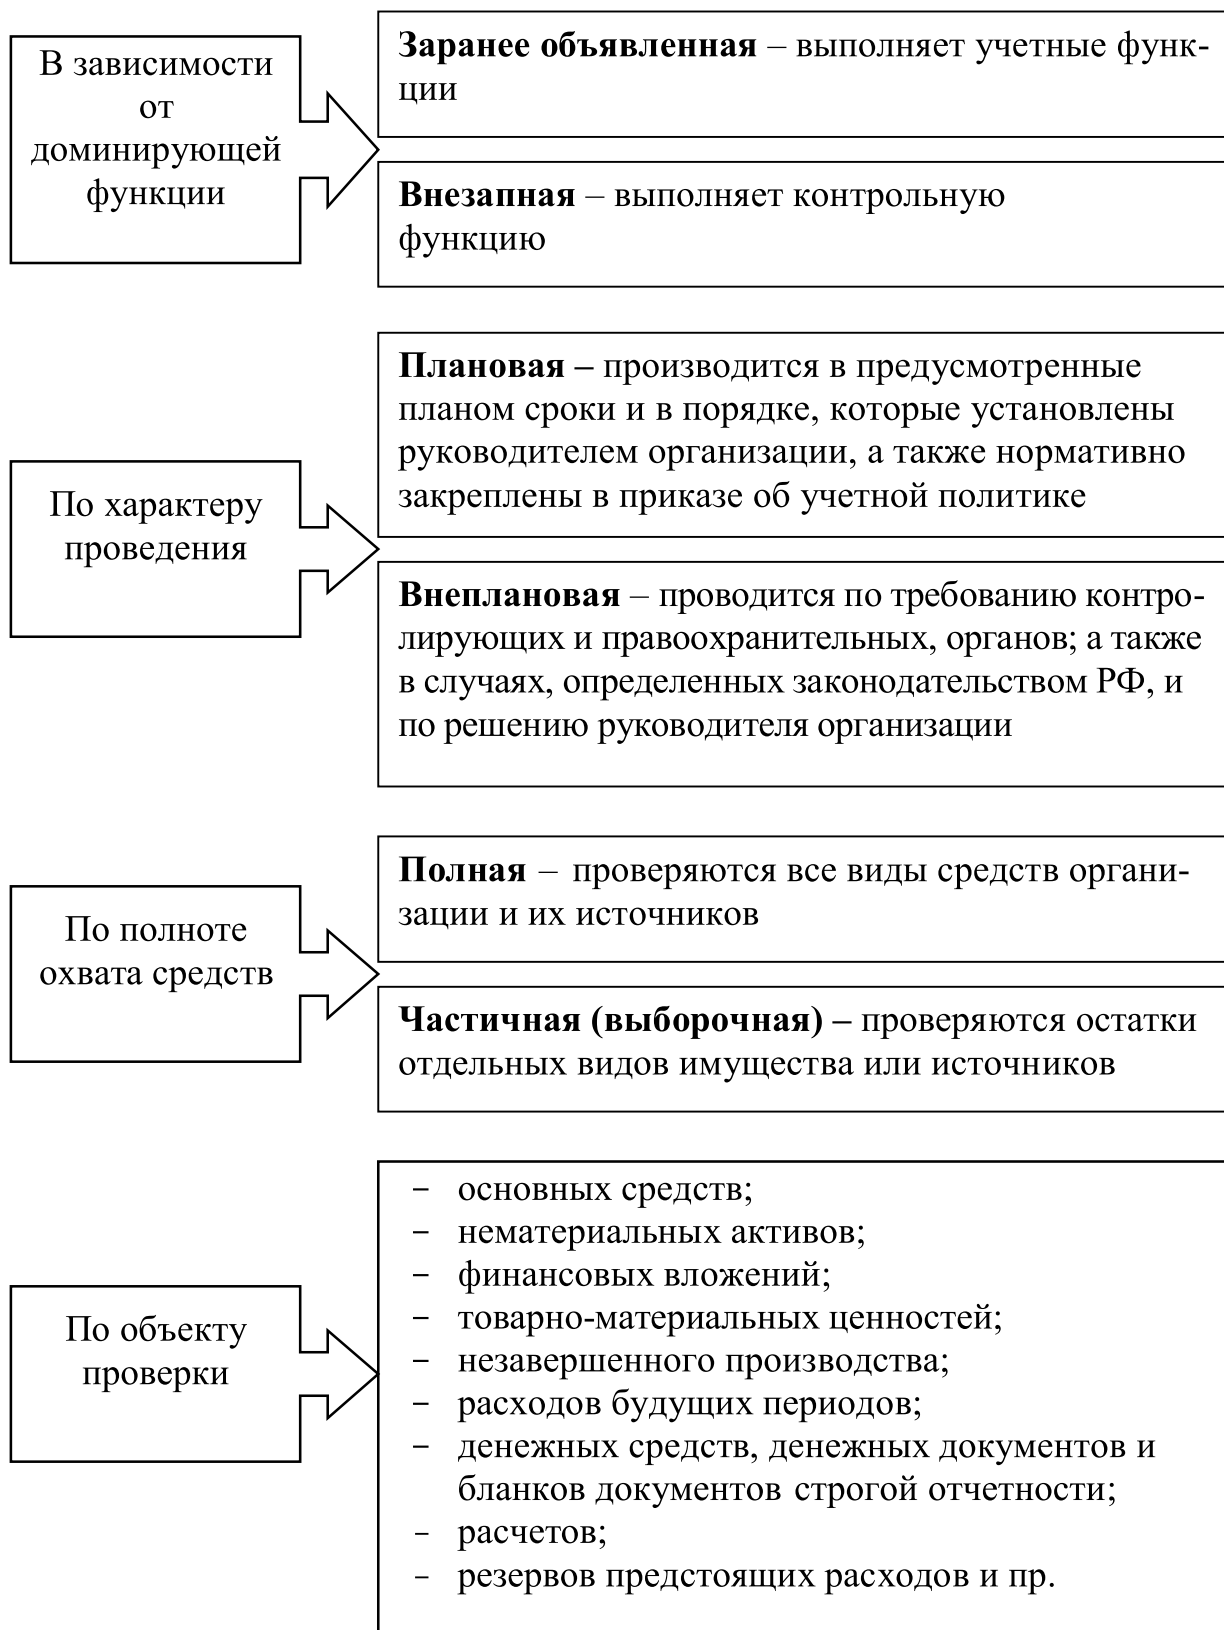 В зависимости
от
доминирующей
функции
Заранее объявленная – выполняет учетные функ-
ции
Внезапная – выполняет контрольную
функцию
По характеру
проведения
Плановая – производится в предусмотренные
планом сроки и в порядке, которые установлены
руководителем организации, а также нормативно
закреплены в приказе об учетной политике
Внеплановая – проводится по требованию контро-
лирующих и правоохранительных, органов; а также
в случаях, определенных законодательством РФ, и
по решению руководителя организации
По полноте
охвата средств
Полная – проверяются все виды средств органи-
зации и их источников
Частичная (выборочная) – проверяются остатки
отдельных видов имущества или источников
По объекту
проверки
- основных средств;
- нематериальных активов;
- финансовых вложений;
- товарно-материальных ценностей;
- незавершенного производства;
- расходов будущих периодов;
- денежных средств, денежных документов и
бланков документов строгой отчетности;
- расчетов;
- резервов предстоящих расходов и пр.